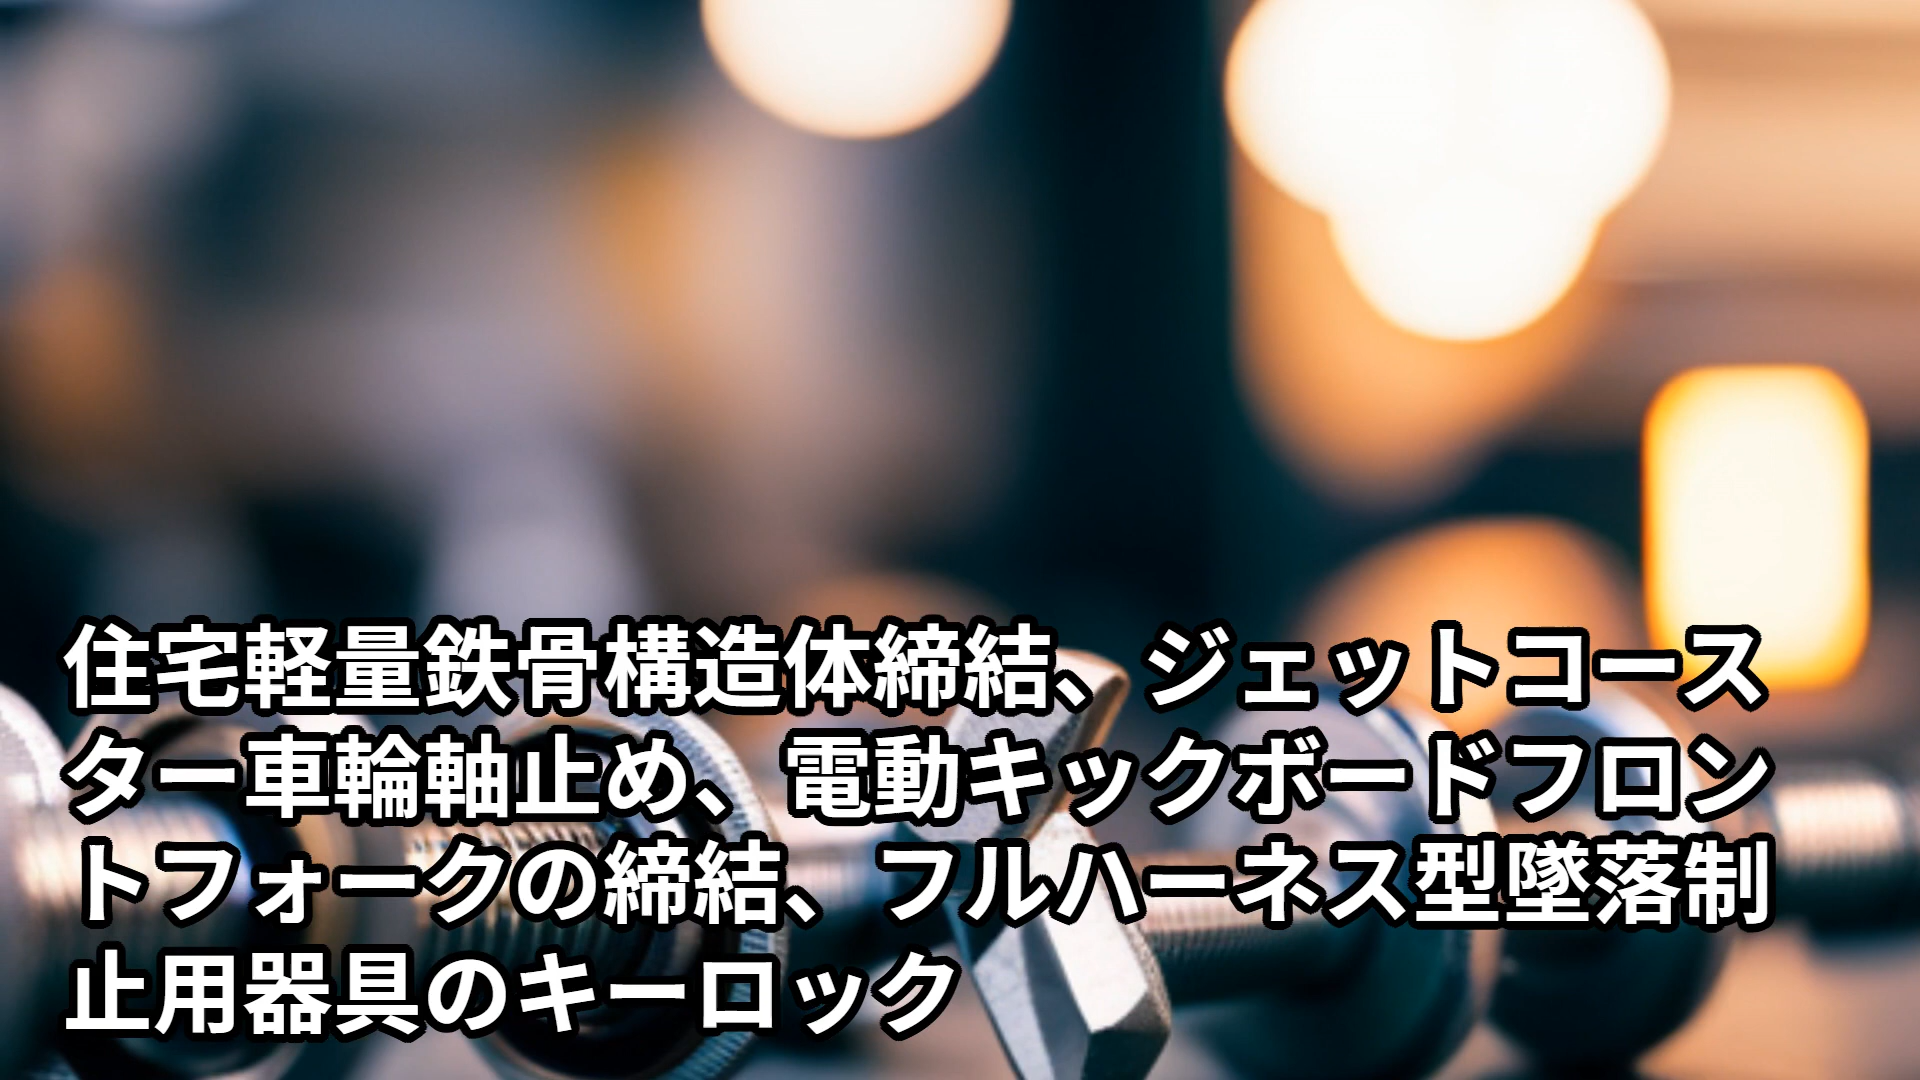 住宅軽量鉄骨構造体締結、ジェットコース
ター車輪軸止め、電動キックボードフロン
トフォークの締結、フルハーネス型墜落制
止用器具のキーロック